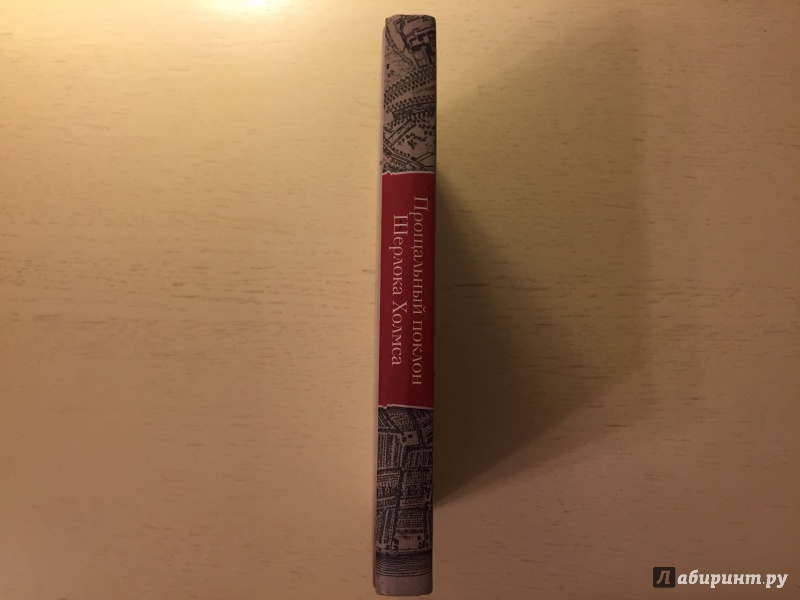 Прощальный поклон
Шерлока Холмса
Лабиринт.ру